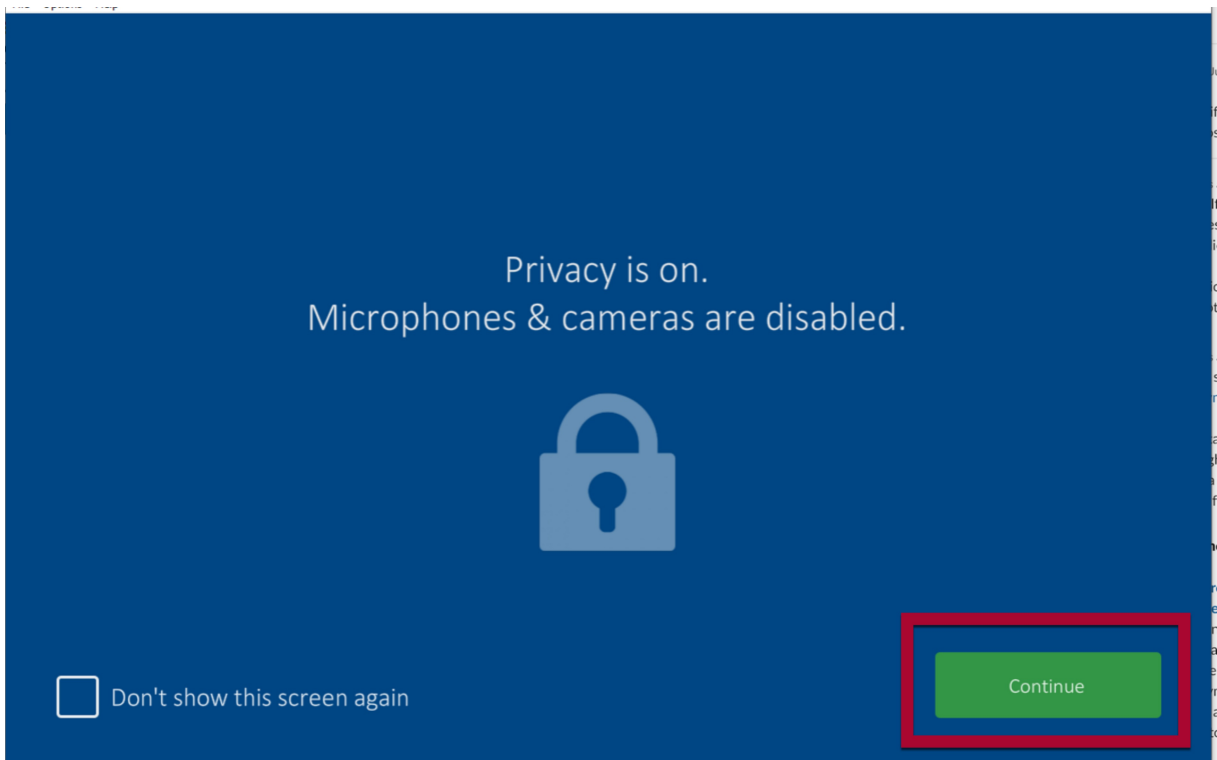 Privacy is on.
Microphones & cameras are disabled.
Don't show this screen again
Continue